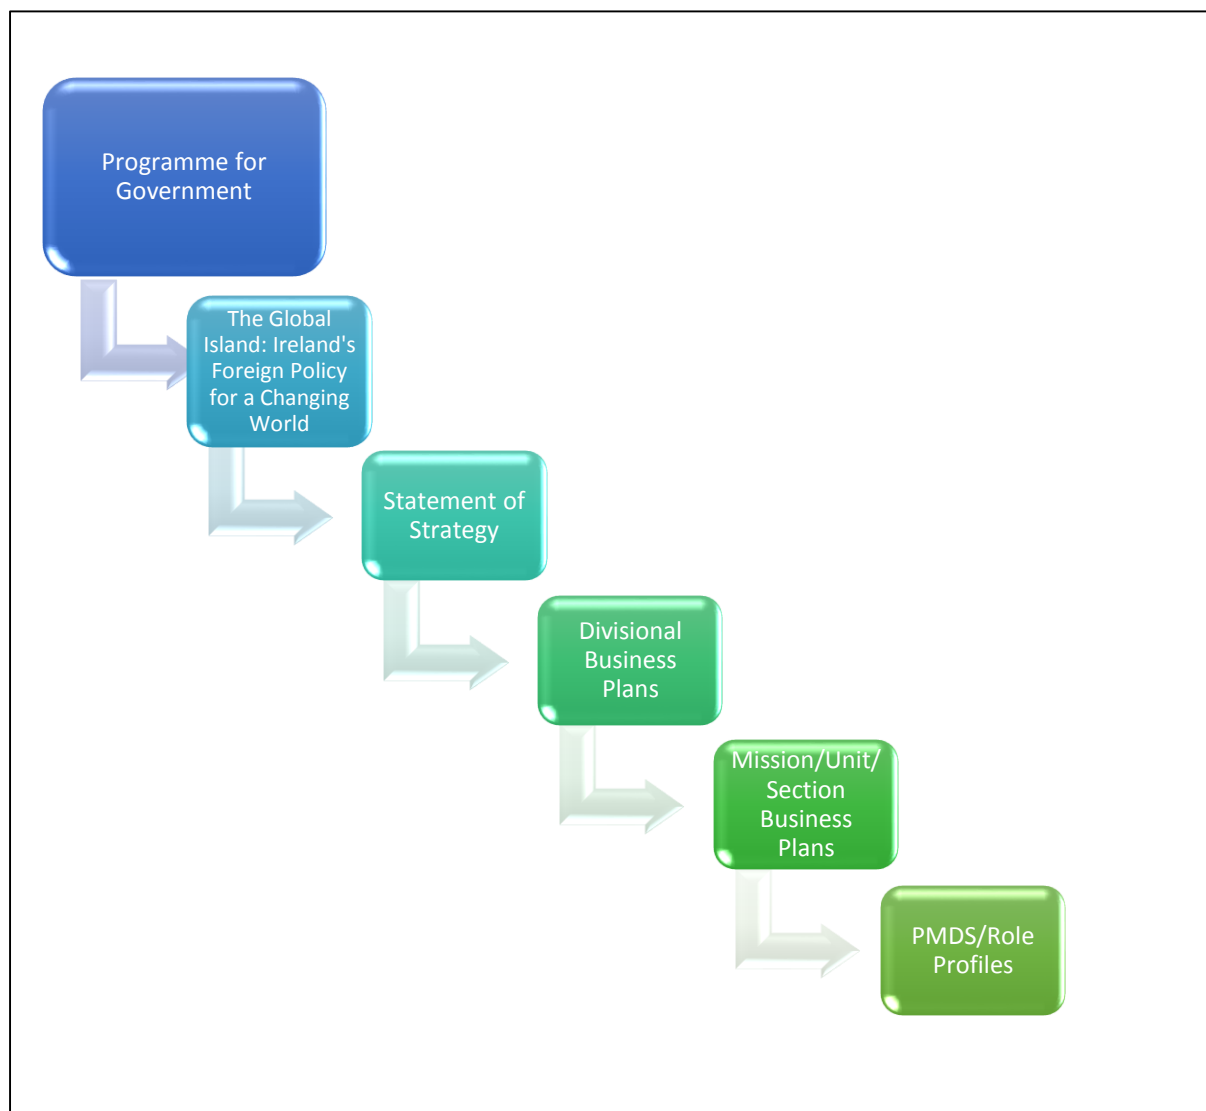 Programme for
Government
The Global
Island: Ireland's
Foreign Policy
for a Changing
World
Statement of
Strategy
Divisional
Business
Plans
Mission/Unit/
Section
Business
Plans
PMDS/Role
Profiles